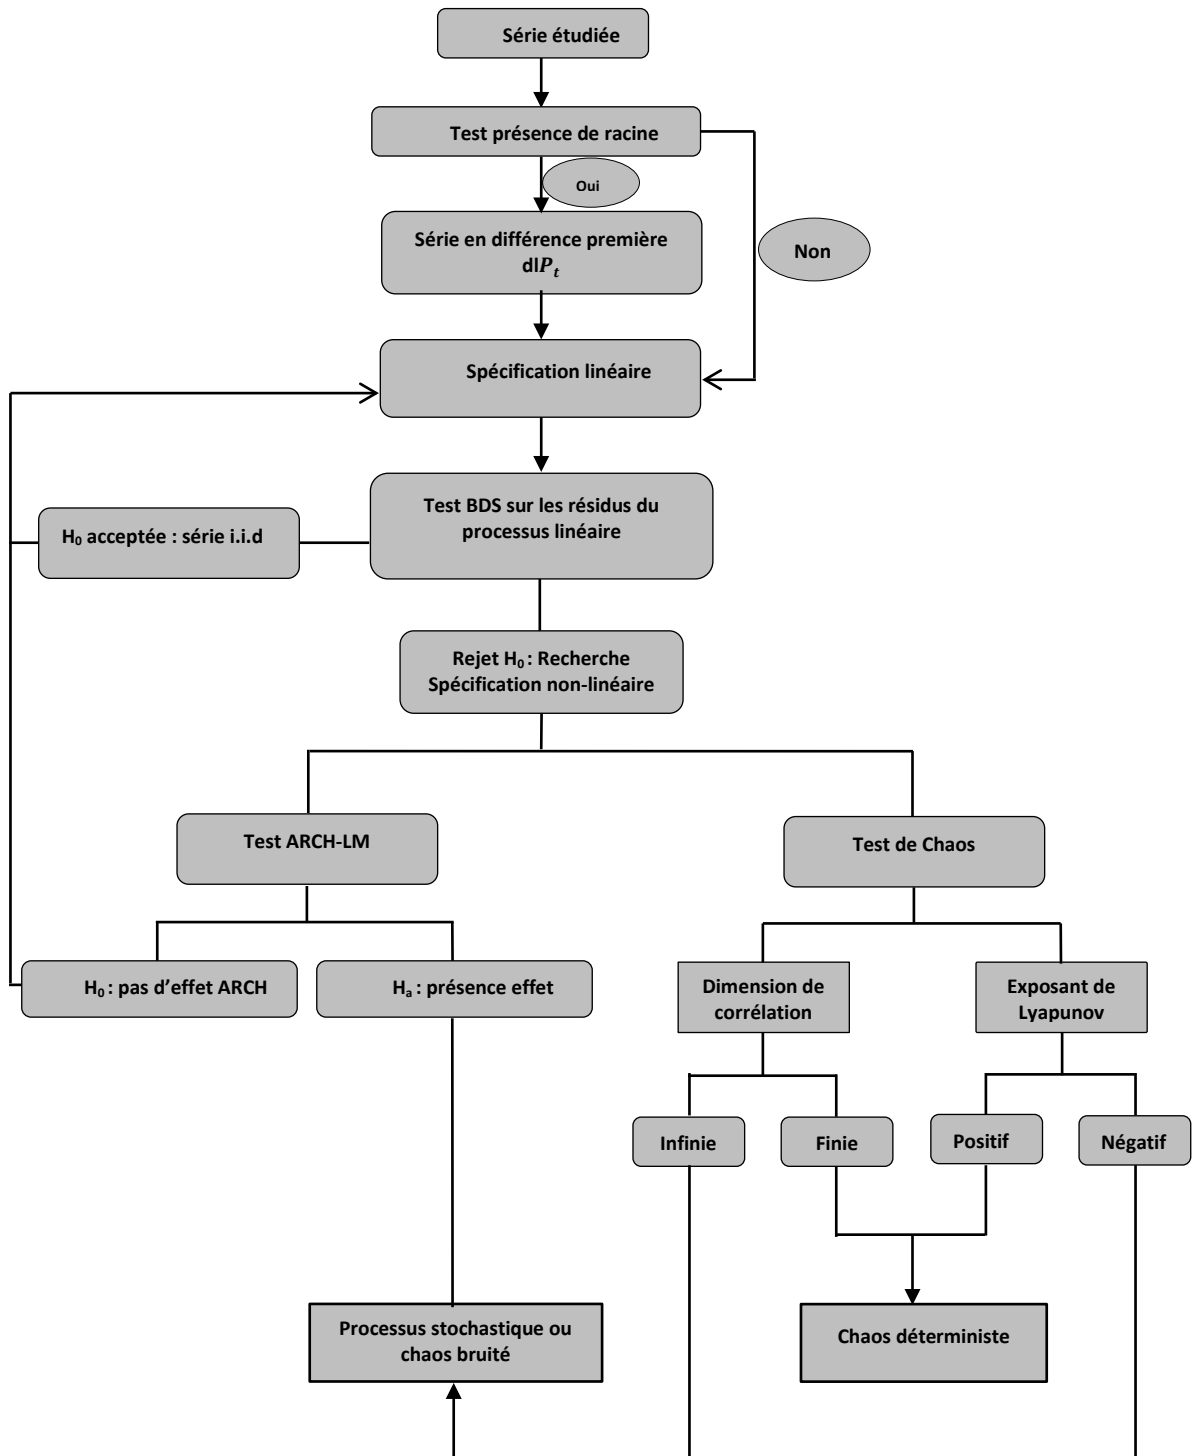 Série étudiée
Test présence de racine
Oui
Série en différence première
dlP_t
Non
Spécification linéaire
Test BDS sur les résidus du
processus linéaire
H₀ acceptée : série i.i.d
Rejet H₀ : Recherche
Spécification non-linéaire
Test ARCH-LM
Test de Chaos
H₀ : pas d’effet ARCH
Hₐ : présence effet
Dimension de
corrélation
Exposant de
Lyapunov
Infinie
Finie
Positif
Négatif
Processus stochastique ou
chaos bruité
Chaos déterministe